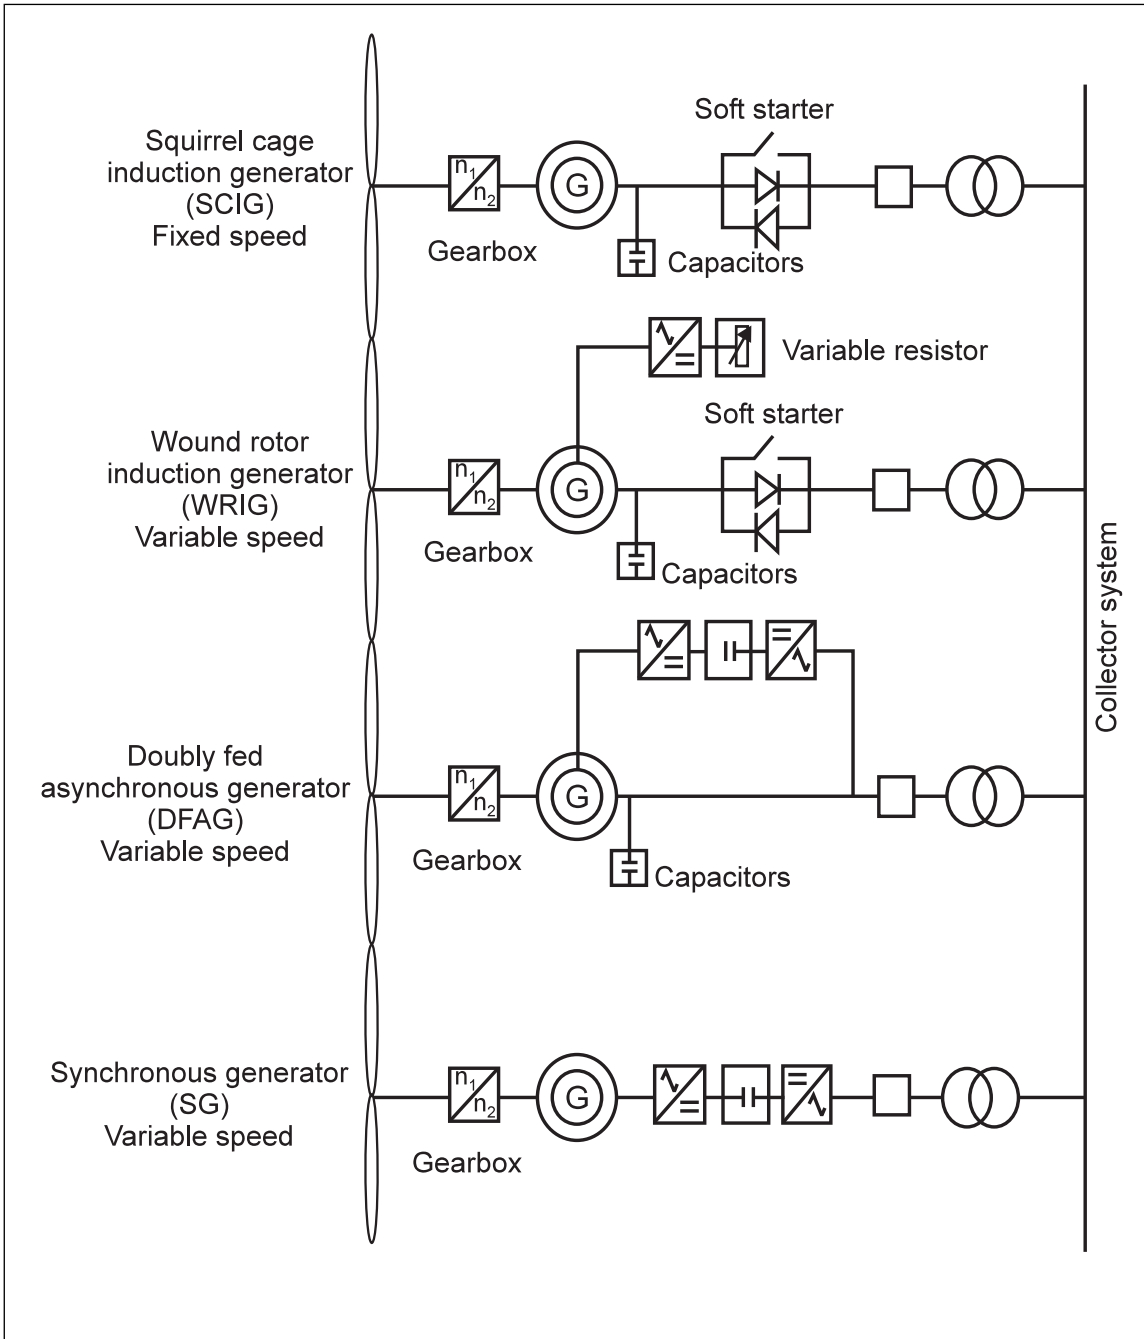 Soft starter
Squirrel cage
induction generator
(SCIG)
Fixed speed
n1
n2
G
Gearbox
Capacitors
Variable resistor
Soft starter
Wound rotor
induction generator
(WRIG)
Variable speed
n1
n2
G
Gearbox
Capacitors
Collector system
Doubly fed
asynchronous generator
(DFAG)
Variable speed
n1
n2
G
Gearbox
Capacitors
Synchronous generator
(SG)
Variable speed
n1
n2
G
Gearbox